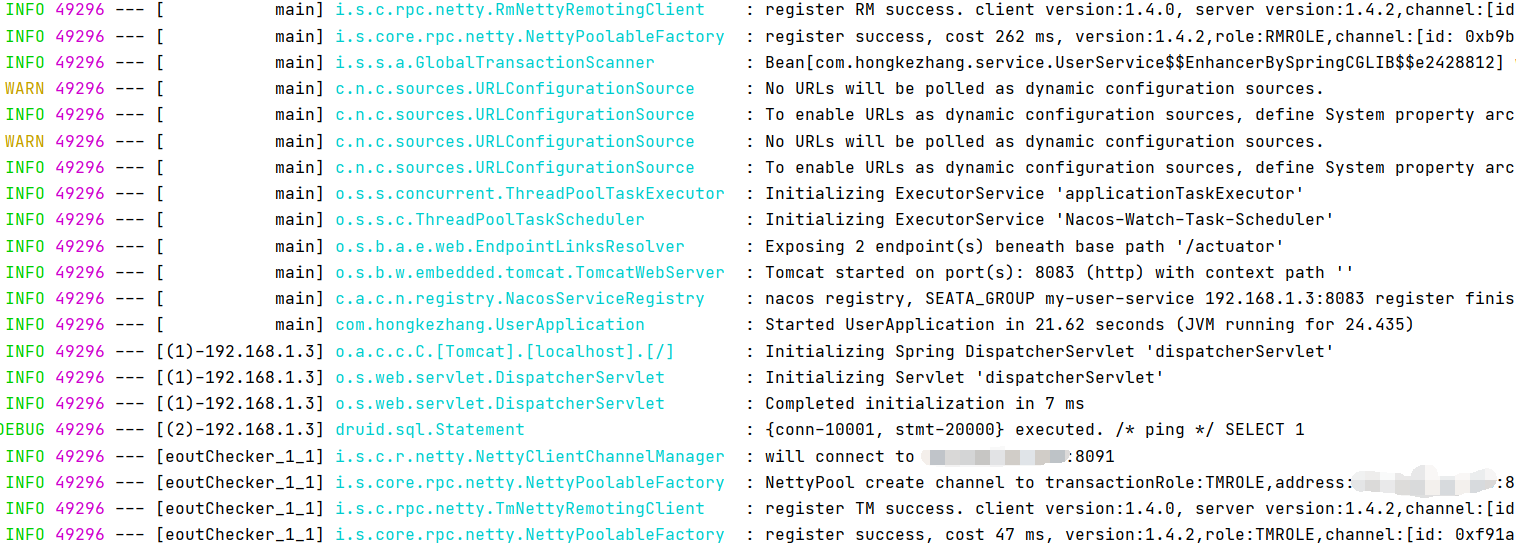 INFO 49296 --- [           main] i.s.c.rpc.netty.RmNettyRemotingClient    : register RM success. client version:1.4.0, server version:1.4.2,channel:[id
INFO 49296 --- [           main] i.s.core.rpc.netty.NettyPoolableFactory  : register success, cost 262 ms, version:1.4.2,role:RMROLE,channel:[id: 0xb9b
INFO 49296 --- [           main] i.s.s.a.GlobalTransactionScanner         : Bean[com.hongkezhang.service.UserService$$EnhancerBySpringCGLIB$$e2428812]
WARN 49296 --- [           main] c.n.c.sources.URLConfigurationSource     : No URLs will be polled as dynamic configuration sources.
INFO 49296 --- [           main] c.n.c.sources.URLConfigurationSource     : To enable URLs as dynamic configuration sources, define System property arc
WARN 49296 --- [           main] c.n.c.sources.URLConfigurationSource     : No URLs will be polled as dynamic configuration sources.
INFO 49296 --- [           main] c.n.c.sources.URLConfigurationSource     : To enable URLs as dynamic configuration sources, define System property arc
INFO 49296 --- [           main] o.s.s.concurrent.ThreadPoolTaskExecutor  : Initializing ExecutorService 'applicationTaskExecutor'
INFO 49296 --- [           main] o.s.s.c.ThreadPoolTaskScheduler          : Initializing ExecutorService 'Nacos-Watch-Task-Scheduler'
INFO 49296 --- [           main] o.s.b.a.e.web.EndpointLinksResolver      : Exposing 2 endpoint(s) beneath base path '/actuator'
INFO 49296 --- [           main] o.s.b.w.embedded.tomcat.TomcatWebServer  : Tomcat started on port(s): 8083 (http) with context path ''
INFO 49296 --- [           main] c.a.c.n.registry.NacosServiceRegistry    : nacos registry, SEATA_GROUP my-user-service 192.168.1.3:8083 register finis
INFO 49296 --- [           main] com.hongkezhang.UserApplication          : Started UserApplication in 21.62 seconds (JVM running for 24.435)
INFO 49296 --- [(1)-192.168.1.3] o.a.c.c.C.[Tomcat].[localhost].[/]       : Initializing Spring DispatcherServlet 'dispatcherServlet'
INFO 49296 --- [(1)-192.168.1.3] o.s.web.servlet.DispatcherServlet        : Initializing Servlet 'dispatcherServlet'
INFO 49296 --- [(1)-192.168.1.3] o.s.web.servlet.DispatcherServlet        : Completed initialization in 7 ms
DEBUG 49296 --- [(2)-192.168.1.3] druid.sql.Statement                      : {conn-10001, stmt-20000} executed. /* ping */ SELECT 1
INFO 49296 --- [eoutChecker_1_1] i.s.c.r.netty.NettyClientChannelManager  : will connect to :8091
INFO 49296 --- [eoutChecker_1_1] i.s.core.rpc.netty.NettyPoolableFactory  : NettyPool create channel to transactionRole:TMROLE,address: :8
INFO 49296 --- [eoutChecker_1_1] i.s.c.rpc.netty.TmNettyRemotingClient    : register TM success. client version:1.4.0, server version:1.4.2,channel:[id
INFO 49296 --- [eoutChecker_1_1] i.s.core.rpc.netty.NettyPoolableFactory  : register success, cost 47 ms, version:1.4.2,role:TMROLE,channel:[id: 0xf91a